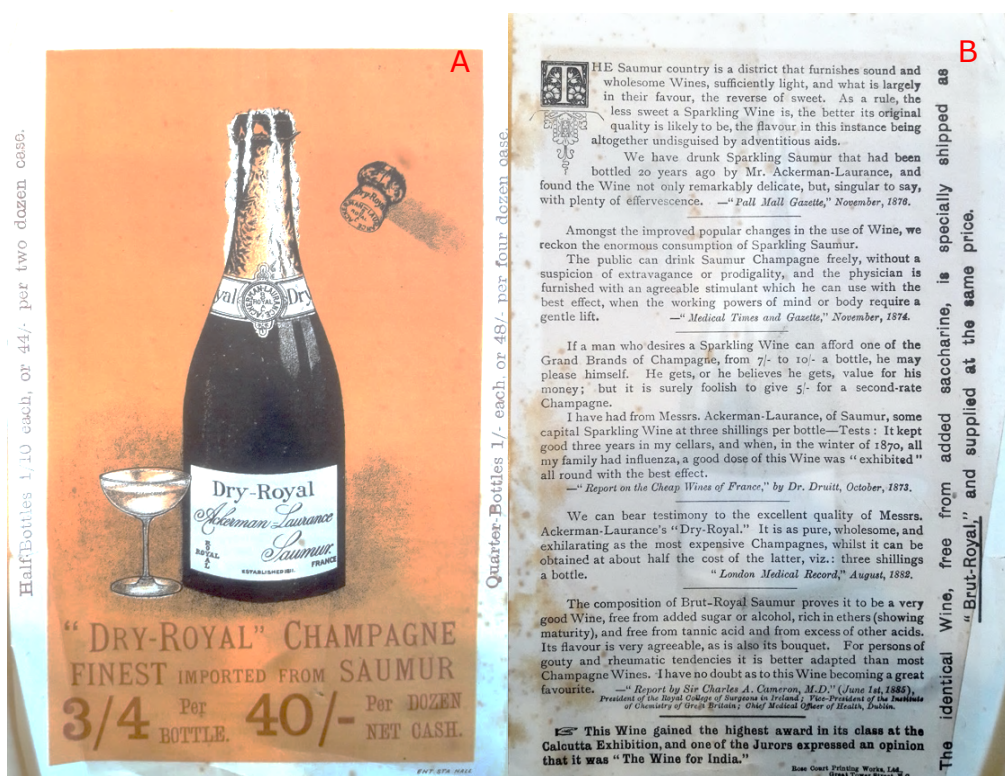 A
Half-Bottles 1/10 each, or 44/- per two dozen case.
Quarter-Bottles 1/- each, or 48/- per four dozen case.
Dry Royal
yal
ACKERMAN-LAURANCE
ROYAL
Dry
Dry-Royal
Ackerman-Laurance
ROYAL
Saumur.
FRANCE
ESTABLISHED 1811.
“DRY-ROYAL” CHAMPAGNE
FINEST IMPORTED FROM SAUMUR
3/4 Per BOTTLE. 40/- Per DOZEN NET CASH.
ENT. STA. HALL
B
THE Saumur country is a district that furnishes sound and
wholesome Wines, sufficiently light, and what is largely
in their favour, the reverse of sweet. As a rule, the
less sweet a Sparkling Wine is, the better its original
quality is likely to be, the flavour in this instance being
altogether undisguised by adventitious aids.
We have drunk Sparkling Saumur that had been
bottled 20 years ago by Mr. Ackerman-Laurance, and
found the Wine not only remarkably delicate, but, singular to say,
with plenty of effervescence. —“Pall Mall Gazette,” November, 1876.
Amongst the improved popular changes in the use of Wine, we
reckon the enormous consumption of Sparkling Saumur.
The public can drink Saumur Champagne freely, without a
suspicion of extravagance or prodigality, and the physician is
furnished with an agreeable stimulant which he can use with the
best effect, when the working powers of mind or body require a
gentle lift. —“Medical Times and Gazette,” November, 1874.
If a man who desires a Sparkling Wine can afford one of the
Grand Brands of Champagne, from 7/- to 10/- a bottle, he may
please himself. He gets, or he believes he gets, value for his
money; but it is surely foolish to give 5/- for a second-rate
Champagne.
I have had from Messrs. Ackerman-Laurance, of Saumur, some
capital Sparkling Wine at three shillings per bottle—Tests : It kept
good three years in my cellars, and when, in the winter of 1870, all
my family had influenza, a good dose of this Wine was “exhibited”
all round with the best effect.
—“Report on the Cheap Wines of France,” by Dr. Druitt, October, 1873.
We can bear testimony to the excellent quality of Messrs.
Ackerman-Laurance's “Dry-Royal.” It is as pure, wholesome, and
exhilarating as the most expensive Champagnes, whilst it can be
obtained at about half the cost of the latter, viz.: three shillings
a bottle. “London Medical Record,” August, 1882.
The composition of Brut-Royal Saumur proves it to be a very
good Wine, free from added sugar or alcohol, rich in ethers (showing
maturity), and free from tannic acid and from excess of other acids.
Its flavour is very agreeable, as is also its bouquet. For persons of
gouty and rheumatic tendencies it is better adapted than most
Champagne Wines. I have no doubt as to this Wine becoming a great
favourite. —“Report by Sir Charles A. Cameron, M.D.” (June 1st, 1885),
President of the Royal College of Surgeons in Ireland; Vice-President of the Institute
of Chemistry of Great Britain; Chief Medical Officer of Health, Dublin.
This Wine gained the highest award in its class at the
Calcutta Exhibition, and one of the Jurors expressed an opinion
that it was “The Wine for India.”
Rose Court Printing Works, Ltd.,
The identical Wine, free from added saccharine, is specially shipped as
“Brut-Royal,” and supplied at the same price.